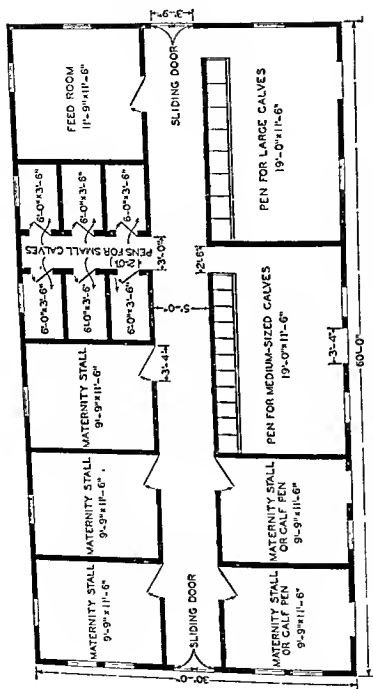 FEED ROOM
11'-9"x11'-6"
3'-9"
SLIDING DOOR
PEN FOR LARGE CALVES
19'-0"x11'-6"
6'-0"x3'-6"
6'-0"x3'-6"
6'-0"x3'-6"
PENS FOR SMALL CALVES
3'-0"
6'-0"x3'-6"
6'-0"x3'-6"
6'-0"x3'-6"
2'-6"
5'-0"
PEN FOR MEDIUM-SIZED CALVES
19'-0"x11'-6"
3'-4"
60'-0"
MATERNITY STALL
9'-9"x11'-6"
3'-4"
MATERNITY STALL
9'-9"x11'-6"
MATERNITY STALL
OR CALF PEN
9'-9"x11'-6"
MATERNITY STALL
9'-9"x11'-6"
SLIDING DOOR
MATERNITY STALL
OR CALF PEN
9'-9"x11'-6"
30'-0"